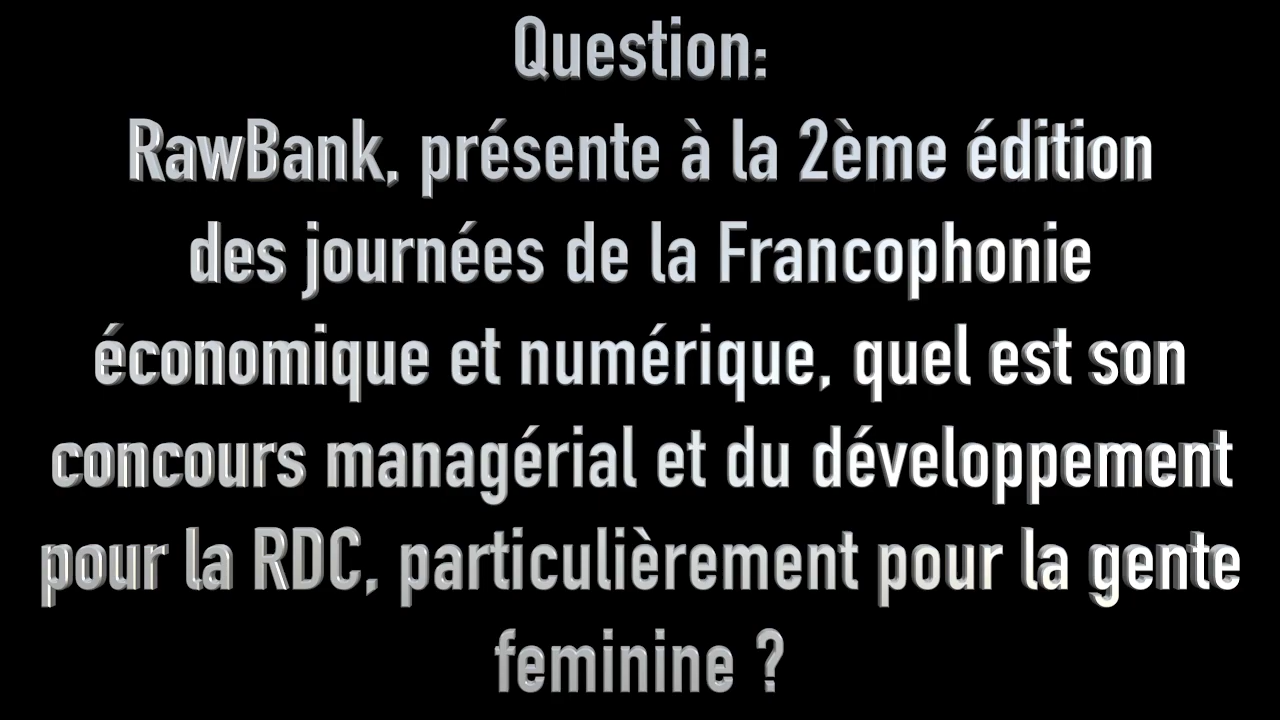 Question:
RawBank, présente à la 2ème édition
des journées de la Francophonie
économique et numérique, quel est son
concours managérial et du développement
pour la RDC, particulièrement pour la gente
feminine ?